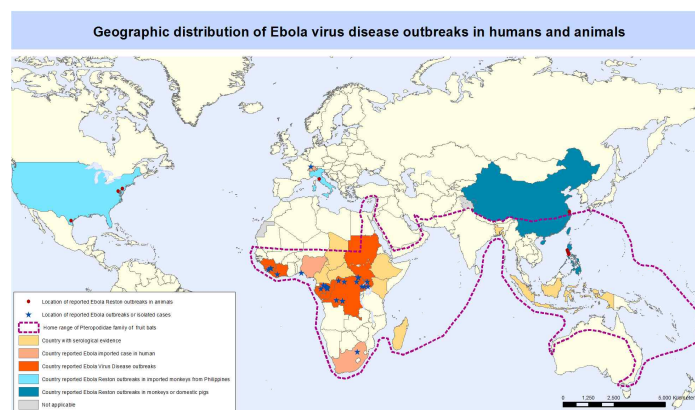 Geographic distribution of Ebola virus disease outbreaks in humans and animals
Location of reported Ebola Reston outbreaks in animals
Location of reported Ebola outbreaks or isolated cases
Home range of Pteropodidae family of fruit bats
Country with serological evidence
Country reported Ebola imported case in human
Country reported Ebola Virus Disease outbreaks
Country reported Ebola Reston outbreaks in imported monkeys from Philippines
Country reported Ebola Reston outbreaks in monkeys or domestic pigs
Not applicable
0 1,250 2,500 5,000 Kilometers